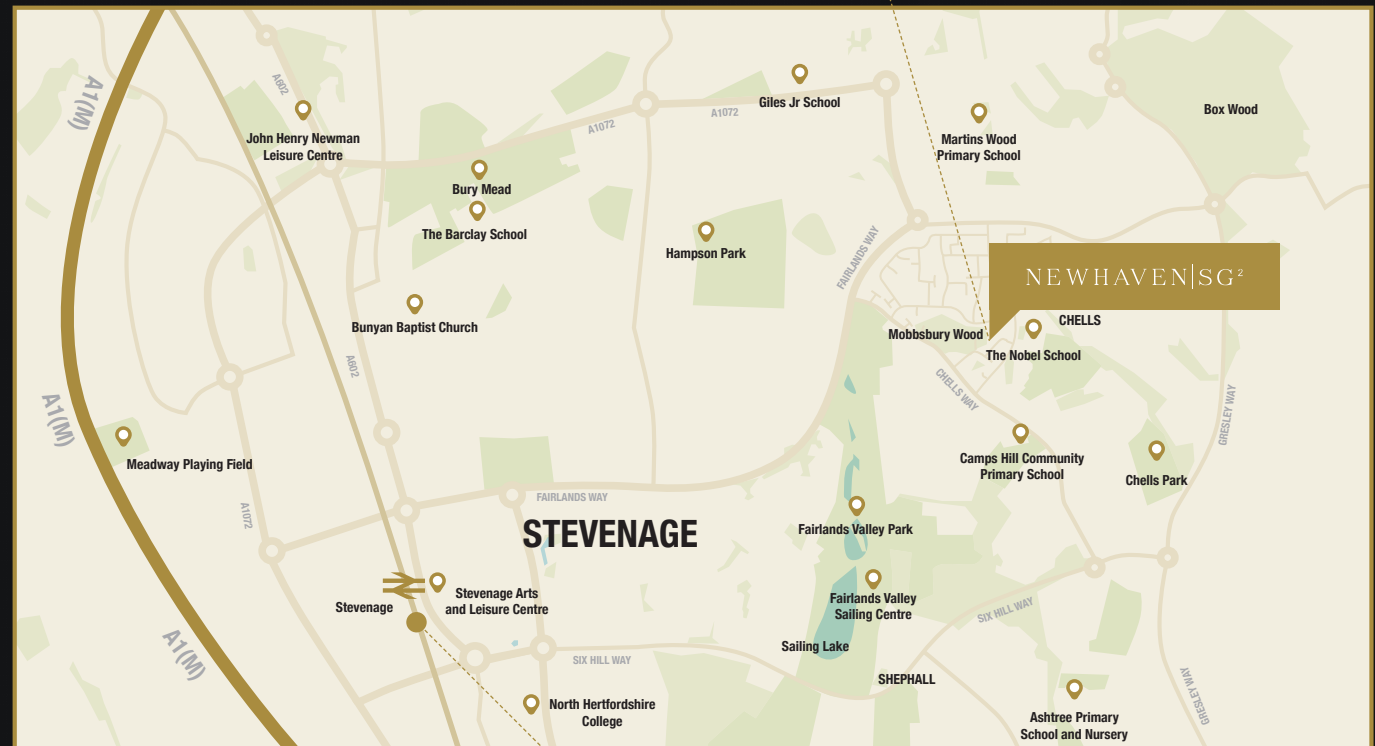 A1(M)
A602
John Henry Newman
Leisure Centre
A1072
A1072
Giles Jr School
Martins Wood
Primary School
Box Wood
Bury Mead
The Barclay School
Hampson Park
FAIRLANDS WAY
NEWHAVEN|SG²
CHELLS
Bunyan Baptist Church
Mobbsbury Wood
The Nobel School
A602
CHELLS WAY
GRESLEY WAY
A1(M)
Meadway Playing Field
Camps Hill Community
Primary School
Chells Park
A1072
FAIRLANDS WAY
STEVENAGE
Fairlands Valley Park
Stevenage
Stevenage Arts
and Leisure Centre
Fairlands Valley
Sailing Centre
SIX HILL WAY
Sailing Lake
A1(M)
SIX HILL WAY
SHEPHALL
GRESLEY WAY
North Hertfordshire
College
Ashtree Primary
School and Nursery